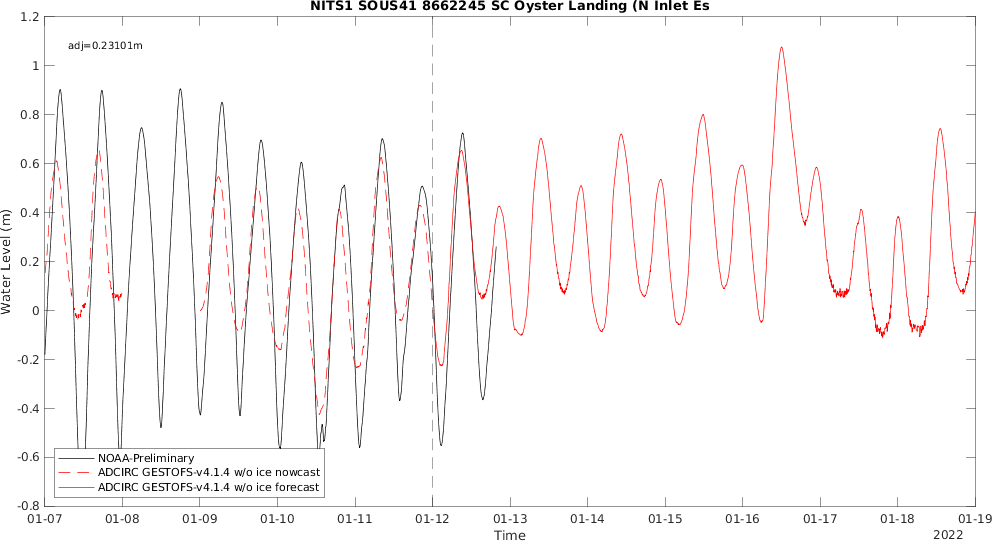 NITS1 SOUS41 8662245 SC Oyster Landing (N Inlet Es
adj=0.23101m
Water Level (m)
1.2
1
0.8
0.6
0.4
0.2
0
-0.2
-0.4
-0.6
-0.8
NOAA-Preliminary
ADCIRC GESTOFS-v4.1.4 w/o ice nowcast
ADCIRC GESTOFS-v4.1.4 w/o ice forecast
01-07 01-08 01-09 01-10 01-11 01-12 01-13 01-14 01-15 01-16 01-17 01-18 01-19
Time
2022